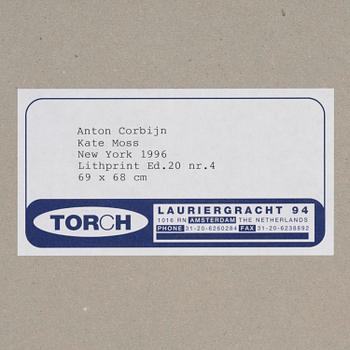 Anton Corbijn
Kate Moss
New York 1996
Lithprint Ed.20 nr.4
69 x 68 cm
TORCH
LAURIERGRACHT 94
1016 RN AMSTERDAM THE NETHERLANDS
PHONE 31-20-6260284 FAX 31-20-6238892